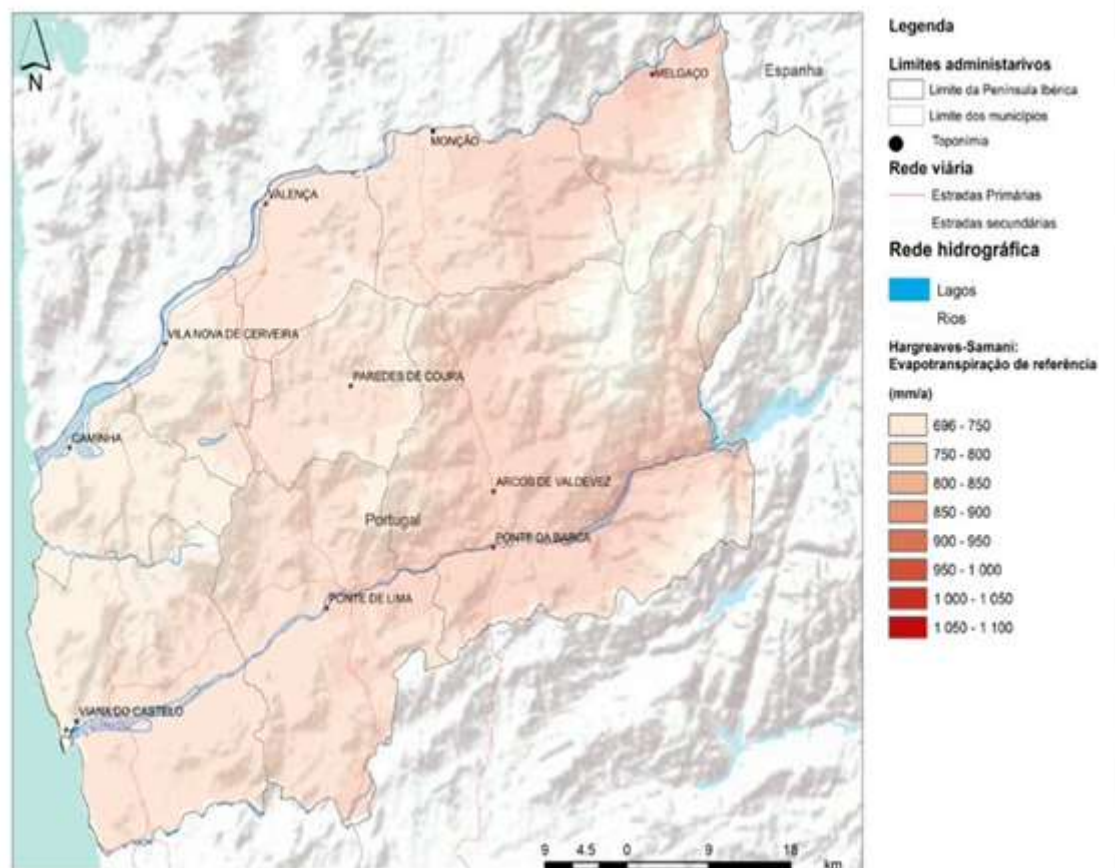 N
Espanha
MELGAÇO
MONÇÃO
VALENÇA
VILA NOVA DE CERVEIRA
PAREDES DE COURA
CAMINHA
ARCOS DE VALDEVEZ
Portugal
PONTE DA BARCA
PONTE DE LIMA
VIANA DO CASTELO
9 4.5 0 9 18
km
Legenda
Limites administarivos
Limite da Península Ibérica
Limite dos municípios
Toponímia
Rede viária
Estradas Primárias
Estradas secundárias
Rede hidrográfica
Lagos
Rios
Hargreaves-Samani:
Evapotranspiração de referência
(mm/a)
696 - 750
750 - 800
800 - 850
850 - 900
900 - 950
950 - 1 000
1 000 - 1 050
1 050 - 1 100